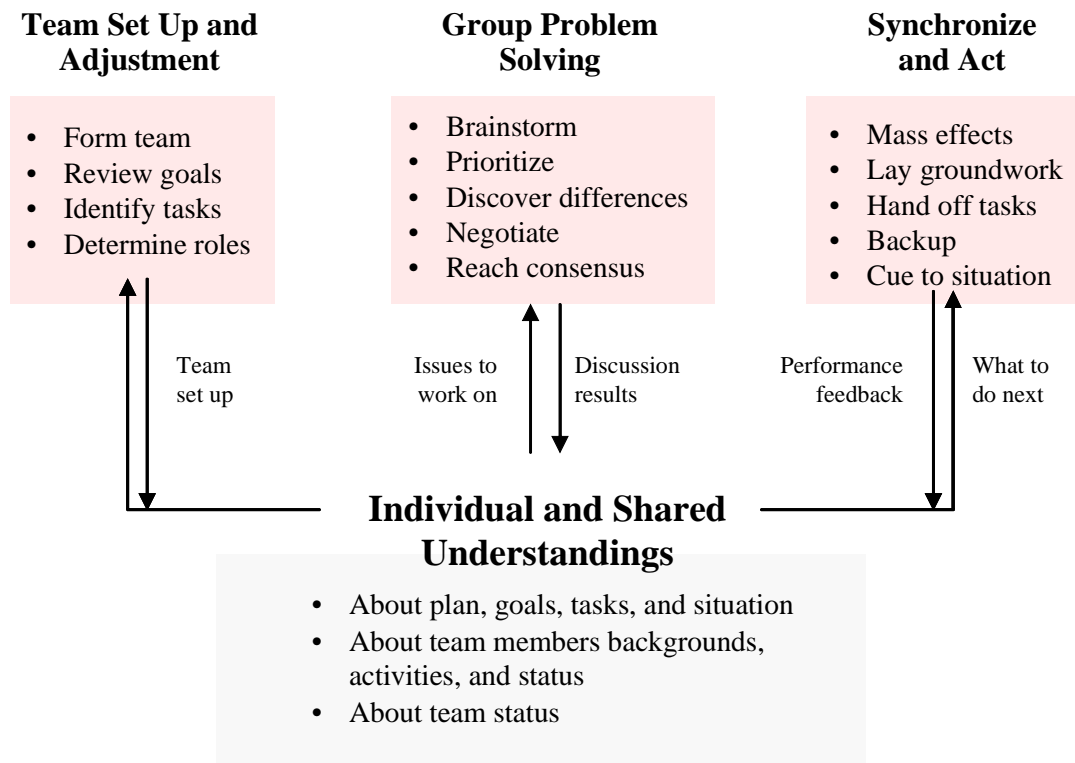 Team Set Up and
Adjustment
• Form team
• Review goals
• Identify tasks
• Determine roles
Group Problem
Solving
• Brainstorm
• Prioritize
• Discover differences
• Negotiate
• Reach consensus
Synchronize
and Act
• Mass effects
• Lay groundwork
• Hand off tasks
• Backup
• Cue to situation
Team
set up
Issues to
work on
Discussion
results
Performance
feedback
What to
do next
Individual and Shared
Understandings
• About plan, goals, tasks, and situation
• About team members backgrounds,
activities, and status
• About team status